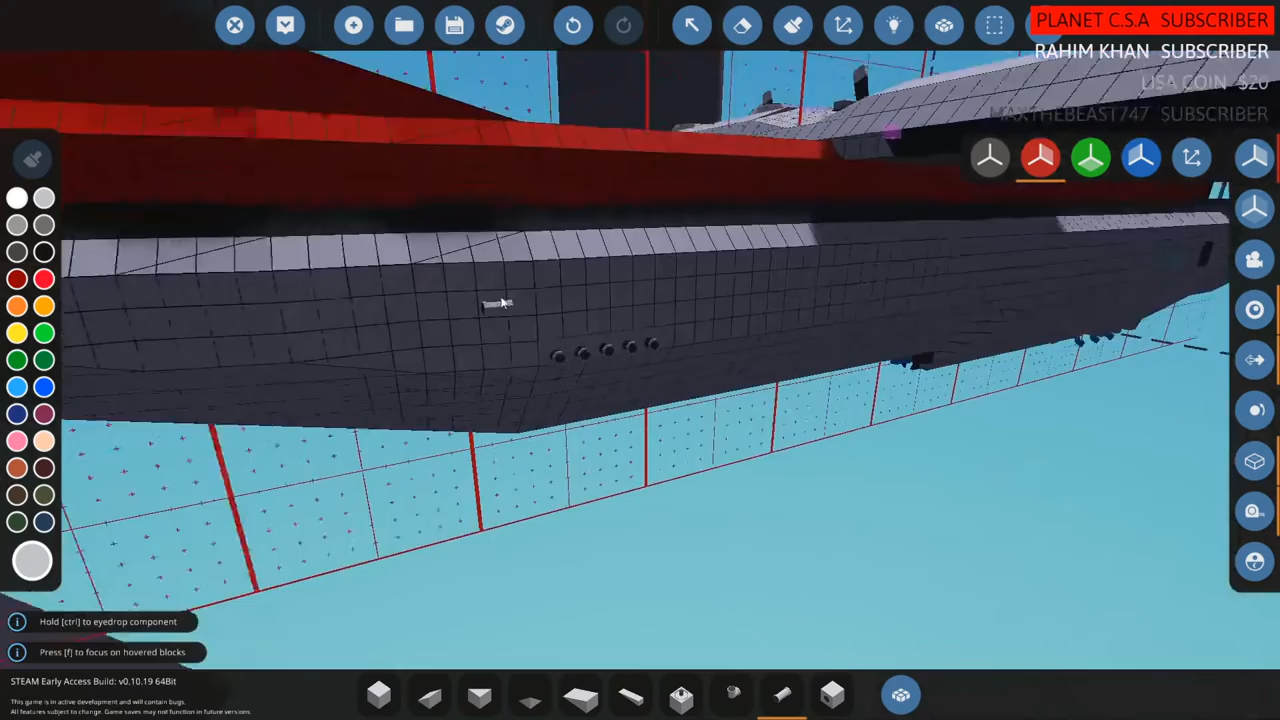 PLANET C.S.A SUBSCRIBER
RAHIM KHAN SUBSCRIBER
LISA COIN $20
MAXTHEBEAST747 SUBSCRIBER
Hold [ctrl] to eyedrop component
Press [f] to focus on hovered blocks
STEAM Early Access Build: v0.10.19 64Bit
This game is in active development and will contain bugs.
All features subject to change. Game saves may not function in future versions.